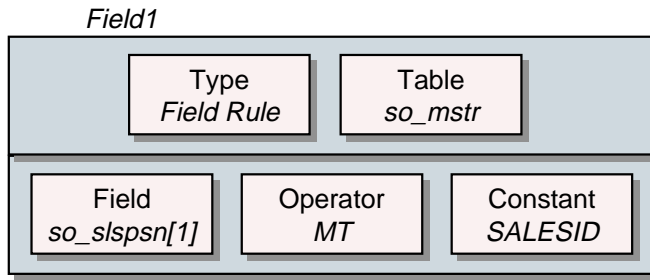 Field1
Type Table
Field Rule so_mstr
Field Operator Constant
so_slspsn[1] MT SALESID